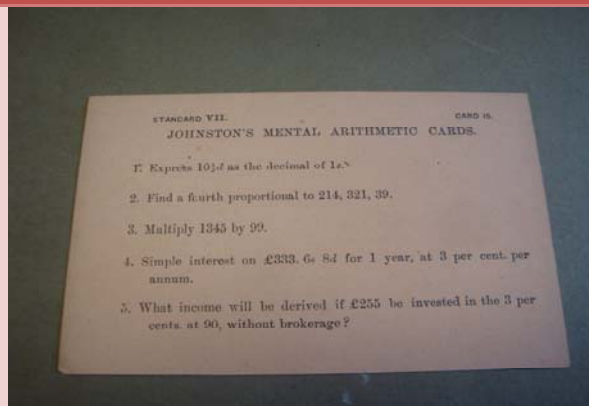 STANDARD VII. CARD 15.
JOHNSTON'S MENTAL ARITHMETIC CARDS.
1. Express 10½d as the decimal of 1s.
2. Find a fourth proportional to 214, 321, 39.
3. Multiply 1345 by 99.
4. Simple interest on £333. 6s 8d for 1 year, at 3 per cent. per
annum.
5. What income will be derived if £255 be invested in the 3 per
cents. at 90, without brokerage?